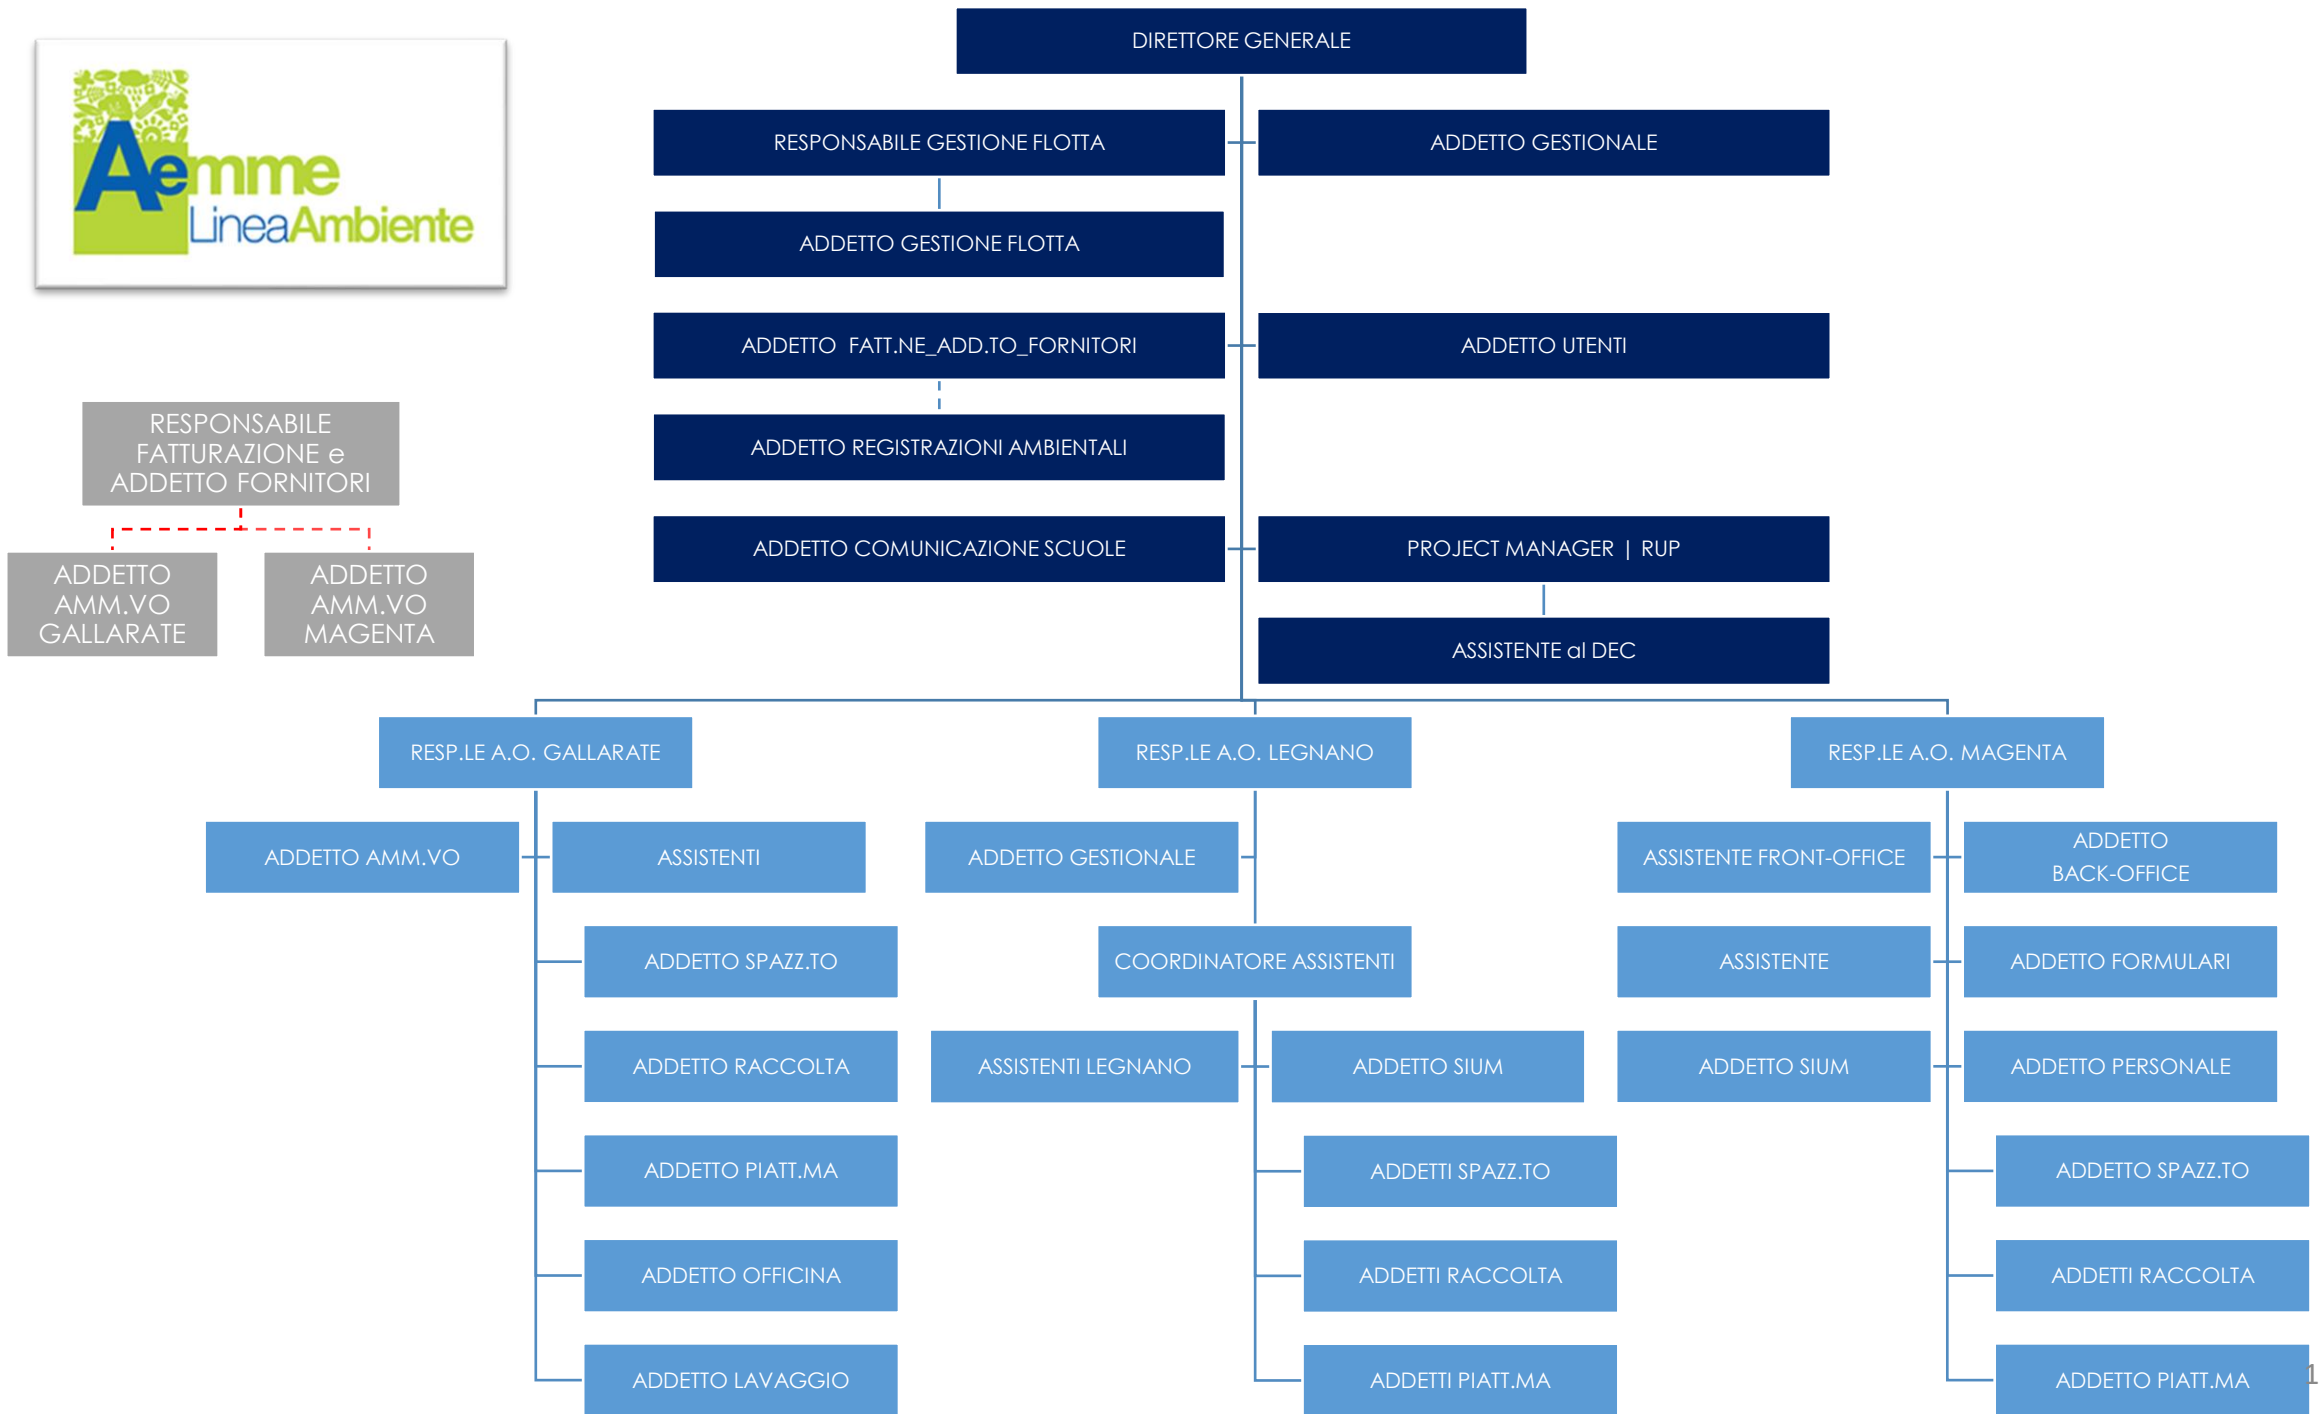 DIRETTORE GENERALE
Aemme
LineaAmbiente
RESPONSABILE GESTIONE FLOTTA
ADDETTO GESTIONALE
ADDETTO GESTIONE FLOTTA
ADDETTO  FATT.NE_ADD.TO_FORNITORI
ADDETTO UTENTI
ADDETTO REGISTRAZIONI AMBIENTALI
RESPONSABILE
FATTURAZIONE e
ADDETTO FORNITORI
ADDETTO
AMM.VO
GALLARATE
ADDETTO
AMM.VO
MAGENTA
ADDETTO COMUNICAZIONE SCUOLE
PROJECT MANAGER | RUP
ASSISTENTE al DEC
RESP.LE A.O. GALLARATE
RESP.LE A.O. LEGNANO
RESP.LE A.O. MAGENTA
ADDETTO AMM.VO
ASSISTENTI
ADDETTO GESTIONALE
ASSISTENTE FRONT-OFFICE
ADDETTO
BACK-OFFICE
ADDETTO SPAZZ.TO
COORDINATORE ASSISTENTI
ASSISTENTE
ADDETTO FORMULARI
ADDETTO RACCOLTA
ASSISTENTI LEGNANO
ADDETTO SIUM
ADDETTO SIUM
ADDETTO PERSONALE
ADDETTO PIATT.MA
ADDETTI SPAZZ.TO
ADDETTO SPAZZ.TO
ADDETTO OFFICINA
ADDETTI RACCOLTA
ADDETTI RACCOLTA
ADDETTO LAVAGGIO
ADDETTI PIATT.MA
ADDETTO PIATT.MA
1